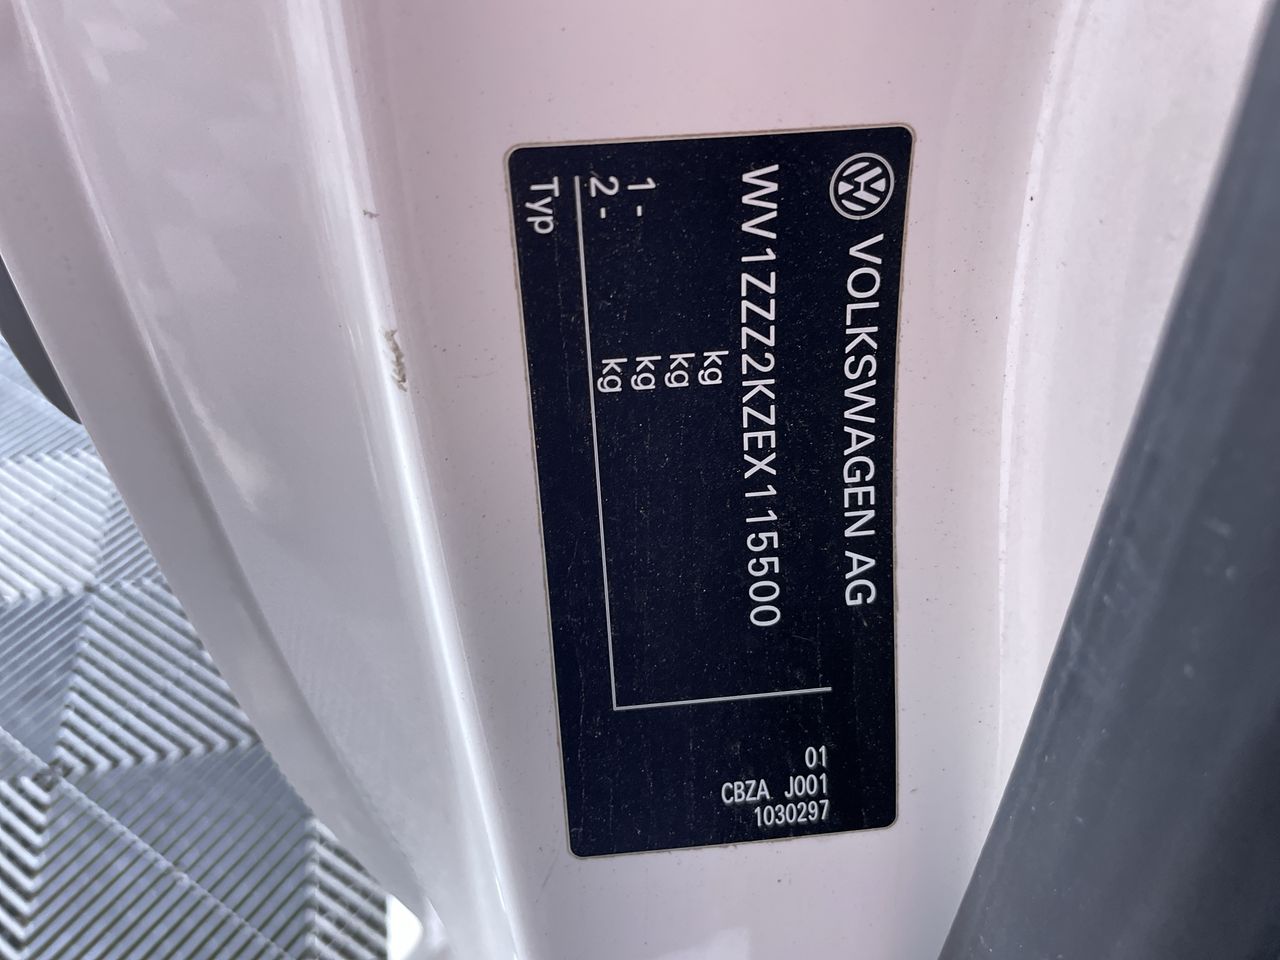 VOLKSWAGEN AG
WV1ZZZ2KZEX115500
kg
kg
1- kg
2- kg
Typ
01
CBZA J001
1030297